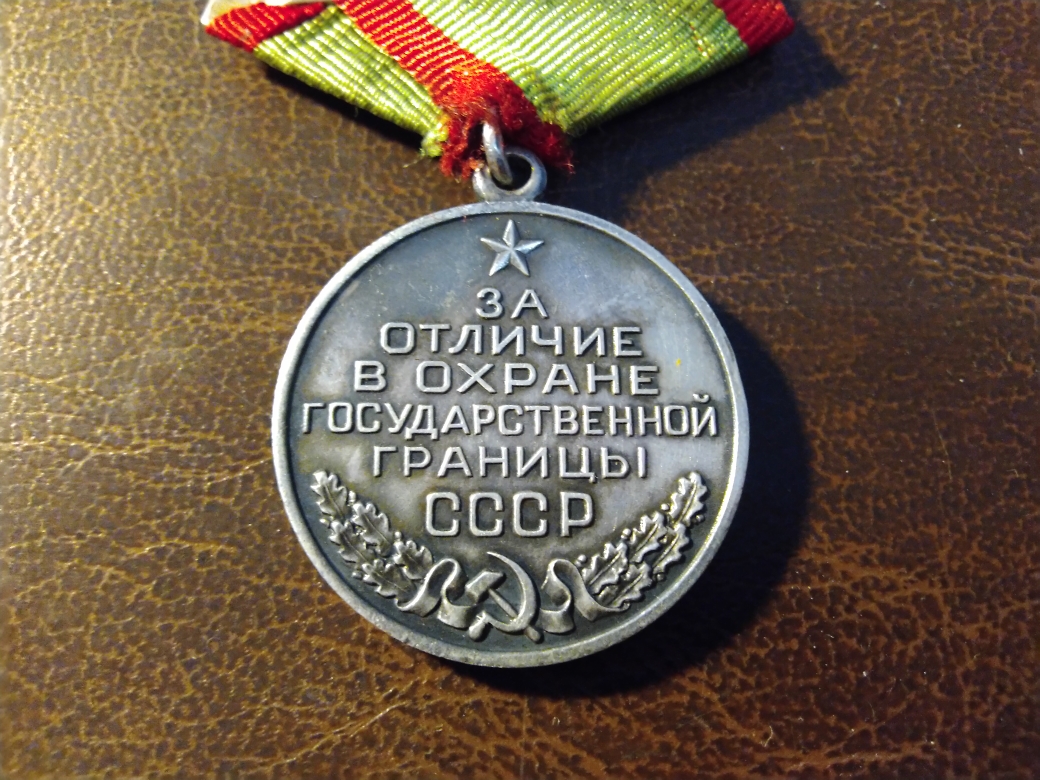 ЗА
ОТЛИЧИЕ
В ОХРАНЕ
ГОСУДАРСТВЕННОЙ
ГРАНИЦЫ
СССР